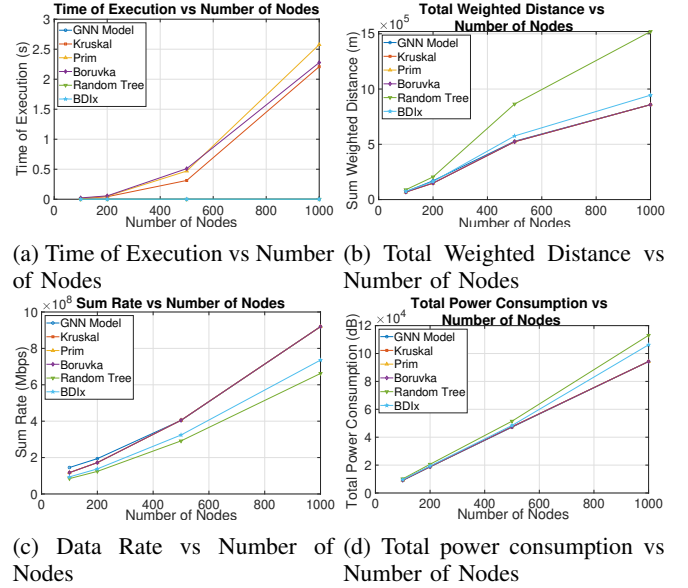 Time of Execution vs Number of Nodes
Time of Execution (s)
3
2.5
2
1.5
1
0.5
0
GNN Model
Kruskal
Prim
Boruvka
Random Tree
BDIx
0 200 400 600 800 1000
Number of Nodes
(a) Time of Execution vs Number
of Nodes
Total Weighted Distance vs
Number of Nodes
×10⁵
Sum Weighted Distance (m)
15
10
5
0
GNN Model
Kruskal
Prim
Boruvka
Random Tree
BDIx
0 200 400 600 800 1000
Number of Nodes
(b) Total Weighted Distance vs
Number of Nodes
Sum Rate vs Number of Nodes
×10⁸
Sum Rate (Mbps)
10
8
6
4
2
0
GNN Model
Kruskal
Prim
Boruvka
Random Tree
BDIx
0 200 400 600 800 1000
Number of Nodes
(c) Data Rate vs Number of
Nodes
Total Power Consumption vs
Number of Nodes
×10⁴
Total Power Consumption (dB)
12
10
8
6
4
2
0
GNN Model
Kruskal
Prim
Boruvka
Random Tree
BDIx
0 200 400 600 800 1000
Number of Nodes
(d) Total power consumption vs
Number of Nodes